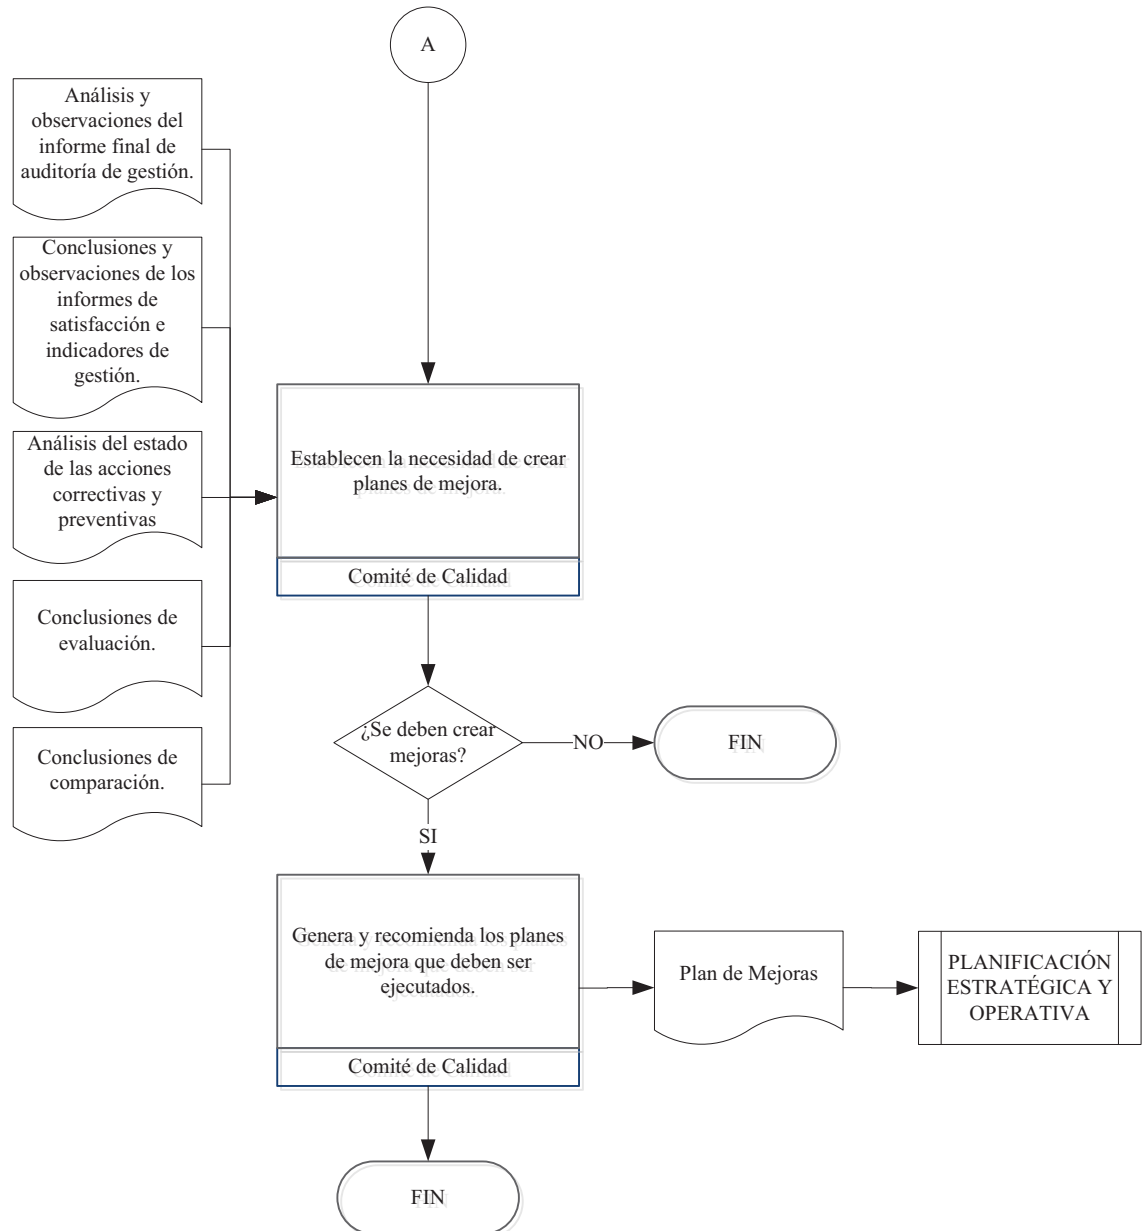 A
Análisis y
observaciones del
informe final de
auditoría de gestión.
Conclusiones y
observaciones de los
informes de
satisfacción e
indicadores de
gestión.
Análisis del estado
de las acciones
correctivas y
preventivas
Conclusiones de
evaluación.
Conclusiones de
comparación.
Establecen la necesidad de crear
planes de mejora.
Comité de Calidad
¿Se deben crear
mejoras?
NO
FIN
SI
Genera y recomienda los planes
de mejora que deben ser
ejecutados.
Comité de Calidad
Plan de Mejoras
PLANIFICACIÓN
ESTRATÉGICA Y
OPERATIVA
FIN